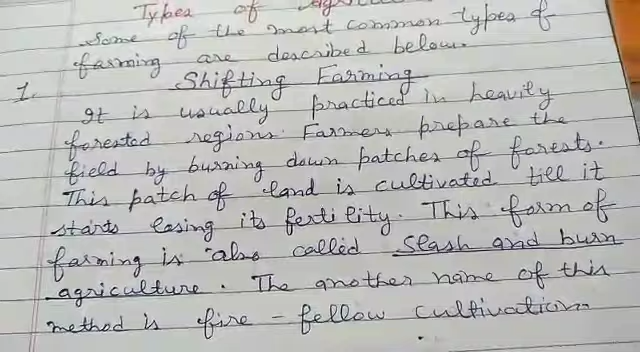 Types of
Some of the most common types of
farming are described below.
1. Shifting Farming
It is usually practiced in heavily
forested regions. Farmers prepare the
field by burning down patches of forests.
This patch of land is cultivated till it
starts losing its fertility. This form of
farming is also called Slash and burn
agriculture. The another name of this
method is fire - fellow cultivation